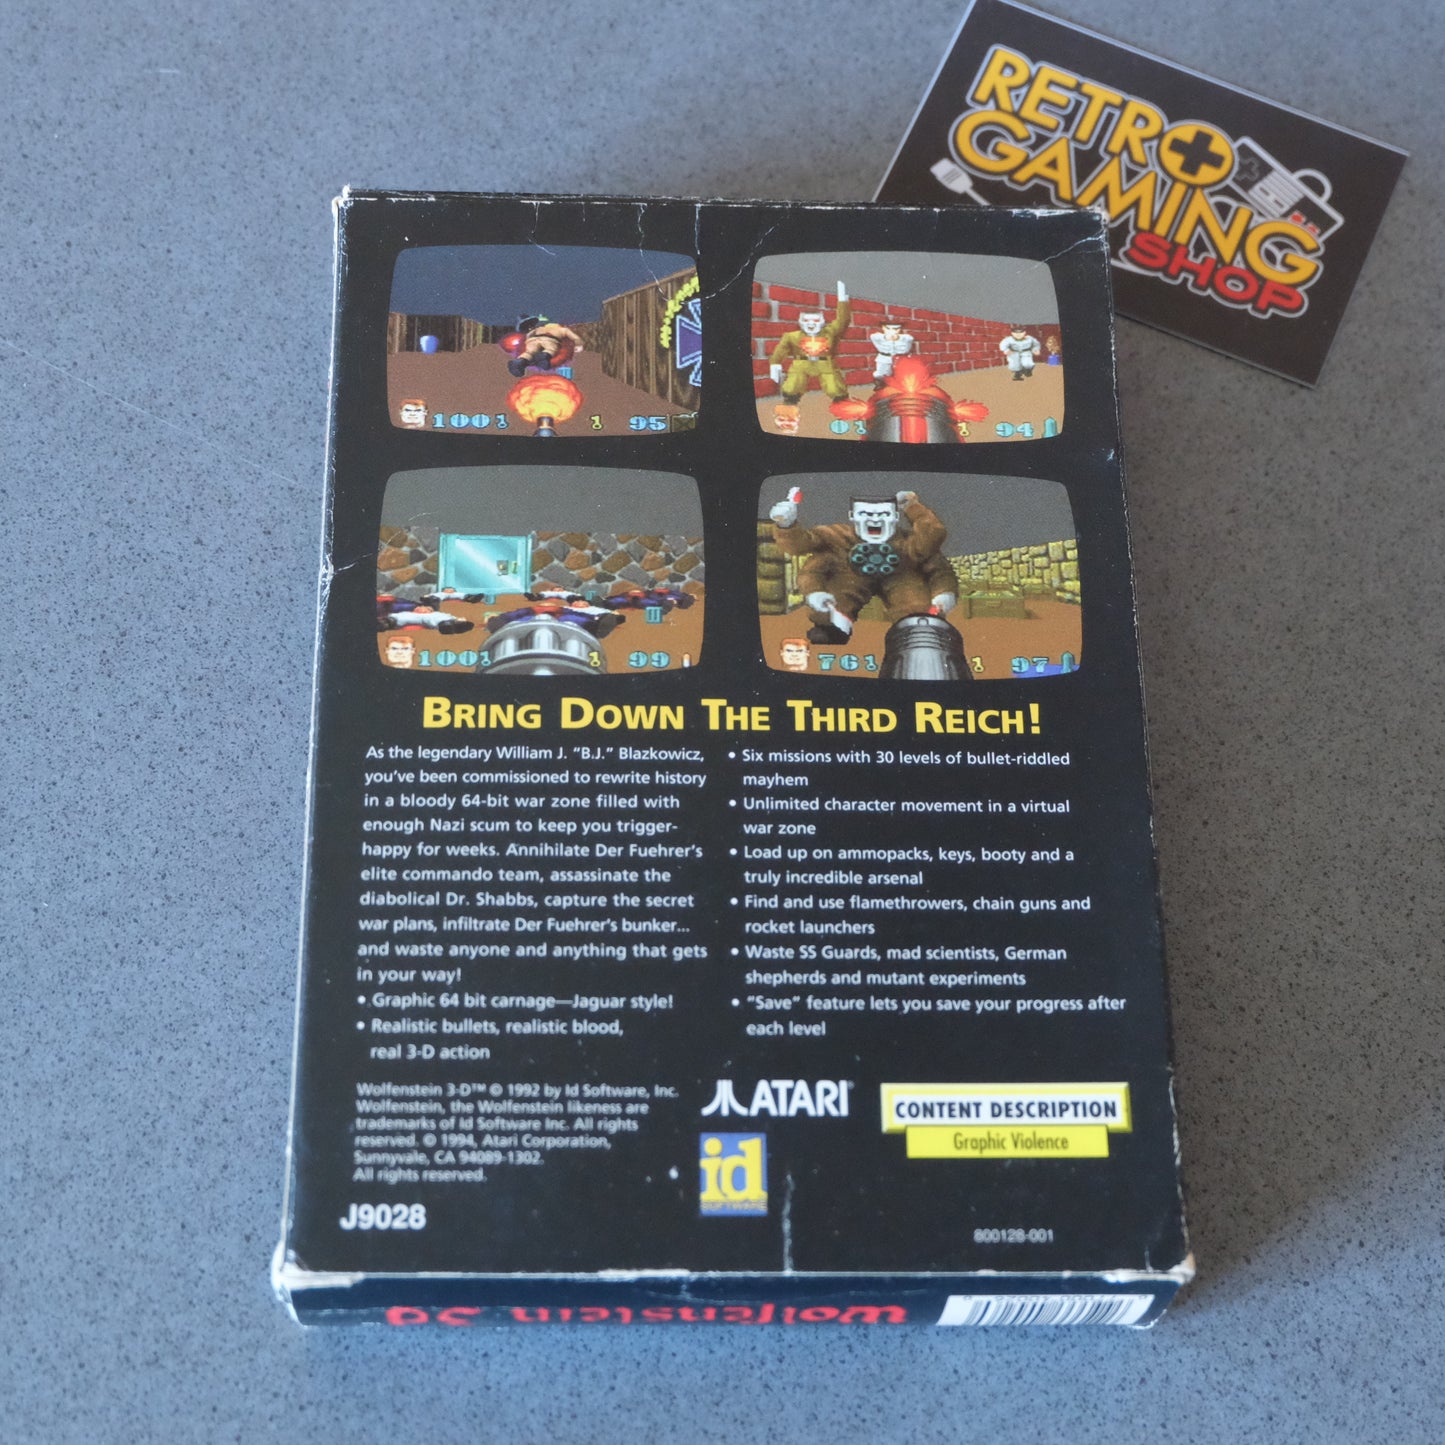 RETRO
GAMING
SHOP
100 1 95
01 94
100 99
76 97
BRING DOWN THE THIRD REICH!
As the legendary William J. "B.J." Blazkowicz,
you've been commissioned to rewrite history
in a bloody 64-bit war zone filled with
enough Nazi scum to keep you trigger-
happy for weeks. Annihilate Der Fuehrer's
elite commando team, assassinate the
diabolical Dr. Shabbs, capture the secret
war plans, infiltrate Der Fuehrer's bunker...
and waste anyone and anything that gets
in your way!
• Graphic 64 bit carnage—Jaguar style!
• Realistic bullets, realistic blood,
real 3-D action
• Six missions with 30 levels of bullet-riddled
mayhem
• Unlimited character movement in a virtual
war zone
• Load up on ammopacks, keys, booty and a
truly incredible arsenal
• Find and use flamethrowers, chain guns and
rocket launchers
• Waste SS Guards, mad scientists, German
shepherds and mutant experiments
• "Save" feature lets you save your progress after
each level
Wolfenstein 3-D™ © 1992 by Id Software, Inc.
Wolfenstein, the Wolfenstein likeness are
trademarks of Id Software Inc. All rights
reserved. © 1994, Atari Corporation,
Sunnyvale, CA 94089-1302.
All rights reserved.
J9028
ATARI®
id
SOFTWARE
CONTENT DESCRIPTION
Graphic Violence
800128-001
Wolfenstein 3D